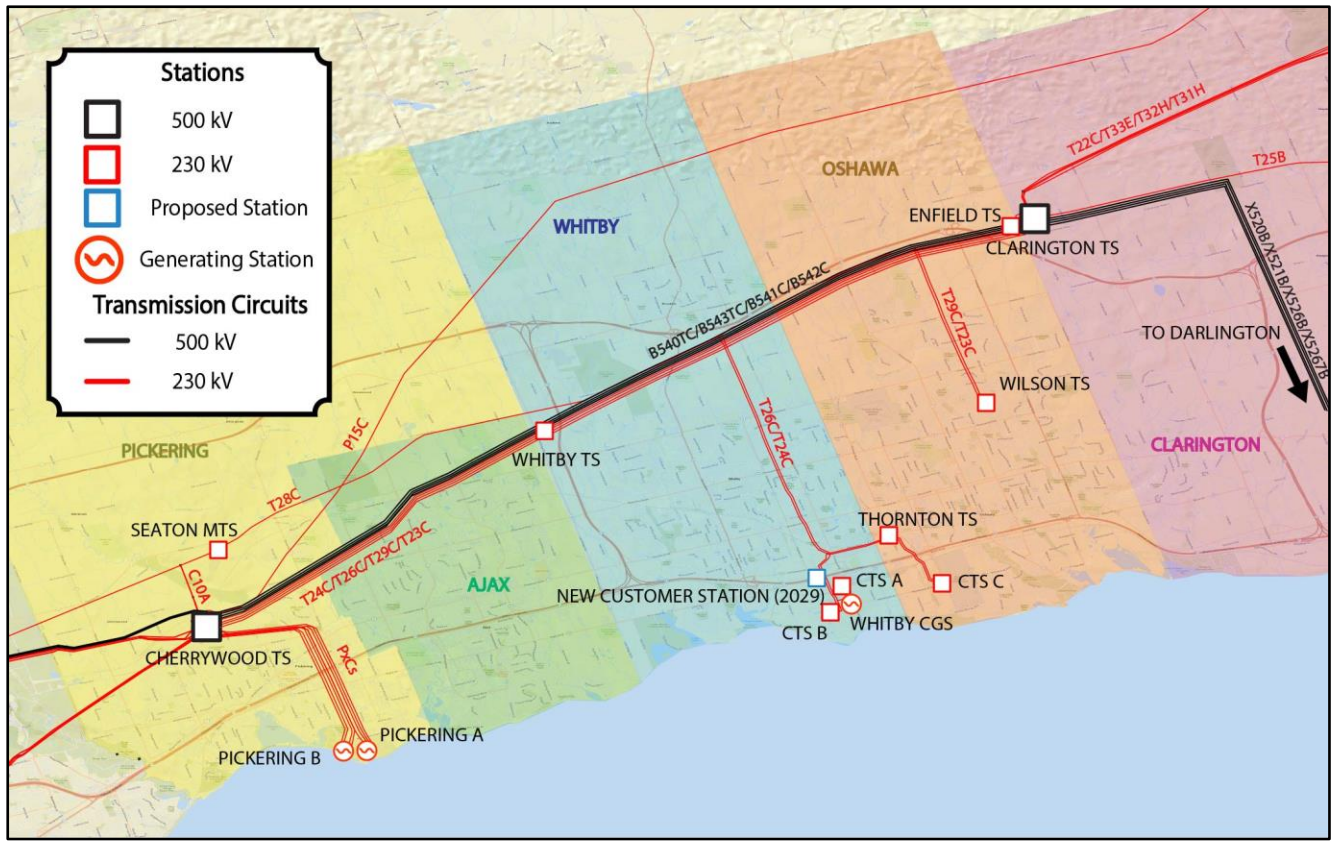 Stations
500 kV
230 kV
Proposed Station
Generating Station
Transmission Circuits
500 kV
230 kV
T22C/T33E/T32H/T31H
T25B
OSHAWA
ENFIELD TS
CLARINGTON TS
WHITBY
X520B/X521B/X526B/X5267B
B540TC/B543TC/B541C/B542C
T29C/T23C
TO DARLINGTON
WILSON TS
P15C
T26C/T24C
PICKERING
WHITBY TS
CLARINGTON
T28C
SEATON MTS
THORNTON TS
T24C/T26C/T29C/T23C
C10A
AJAX
CTS A
CTS C
NEW CUSTOMER STATION (2029)
WHITBY CGS
CTS B
CHERRYWOOD TS
PxCs
PICKERING A
PICKERING B